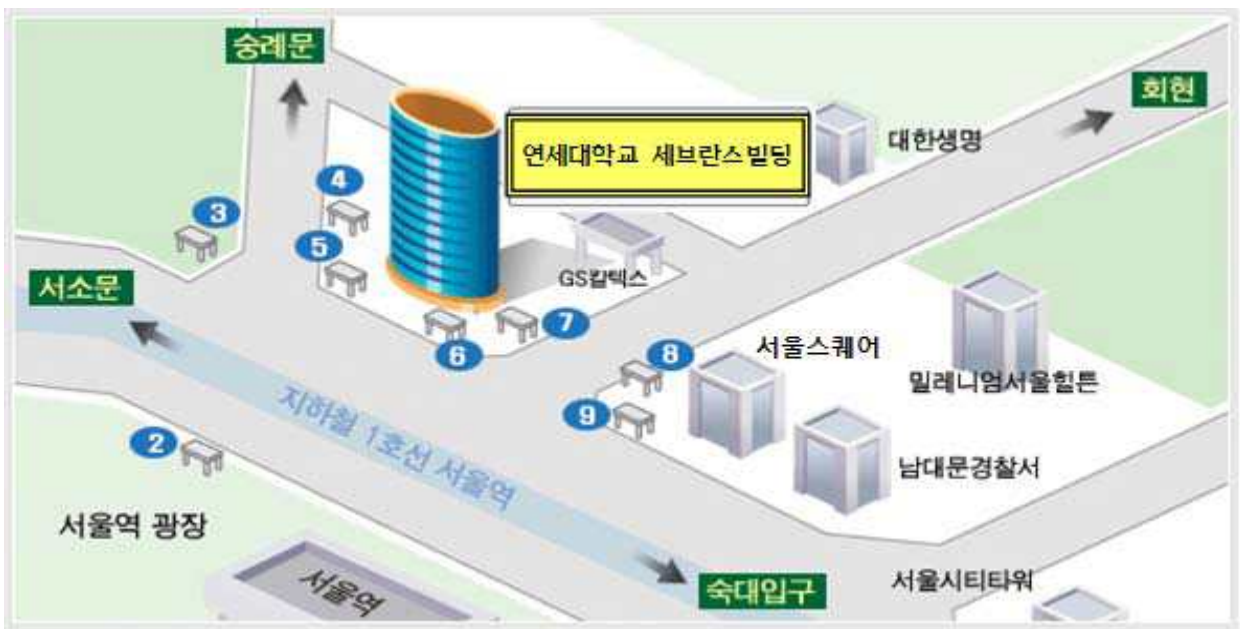 숭례문
회현
연세대학교 세브란스빌딩
대한생명
4
3
5
GS칼텍스
서소문
7
6
8
서울스퀘어
밀레니엄서울힐튼
9
지하철 1호선 서울역
2
남대문경찰서
서울역 광장
서울역
숙대입구
서울시티타워